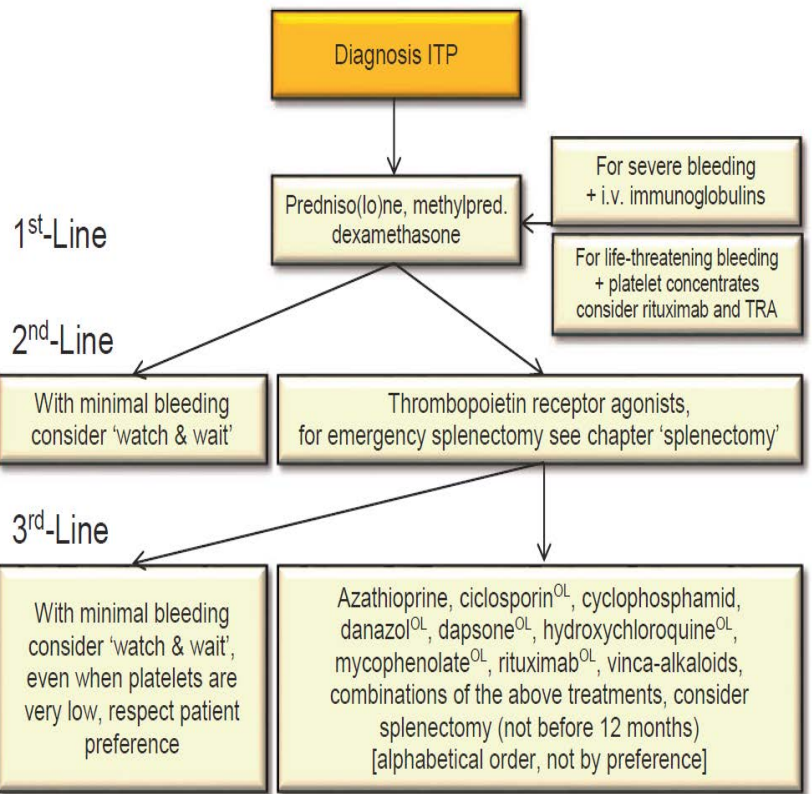 Diagnosis ITP
1st-Line
Predniso(lo)ne, methylpred.
dexamethasone
For severe bleeding
+ i.v. immunoglobulins
For life-threatening bleeding
+ platelet concentrates
consider rituximab and TRA
2nd-Line
With minimal bleeding
consider ‘watch & wait’
Thrombopoietin receptor agonists,
for emergency splenectomy see chapter ‘splenectomy’
3rd-Line
With minimal bleeding
consider ‘watch & wait’,
even when platelets are
very low, respect patient
preference
Azathioprine, ciclosporinOL, cyclophosphamid,
danazolOL, dapsoneOL, hydroxychloroquineOL,
mycophenolateOL, rituximabOL, vinca-alkaloids,
combinations of the above treatments, consider
splenectomy (not before 12 months)
[alphabetical order, not by preference]